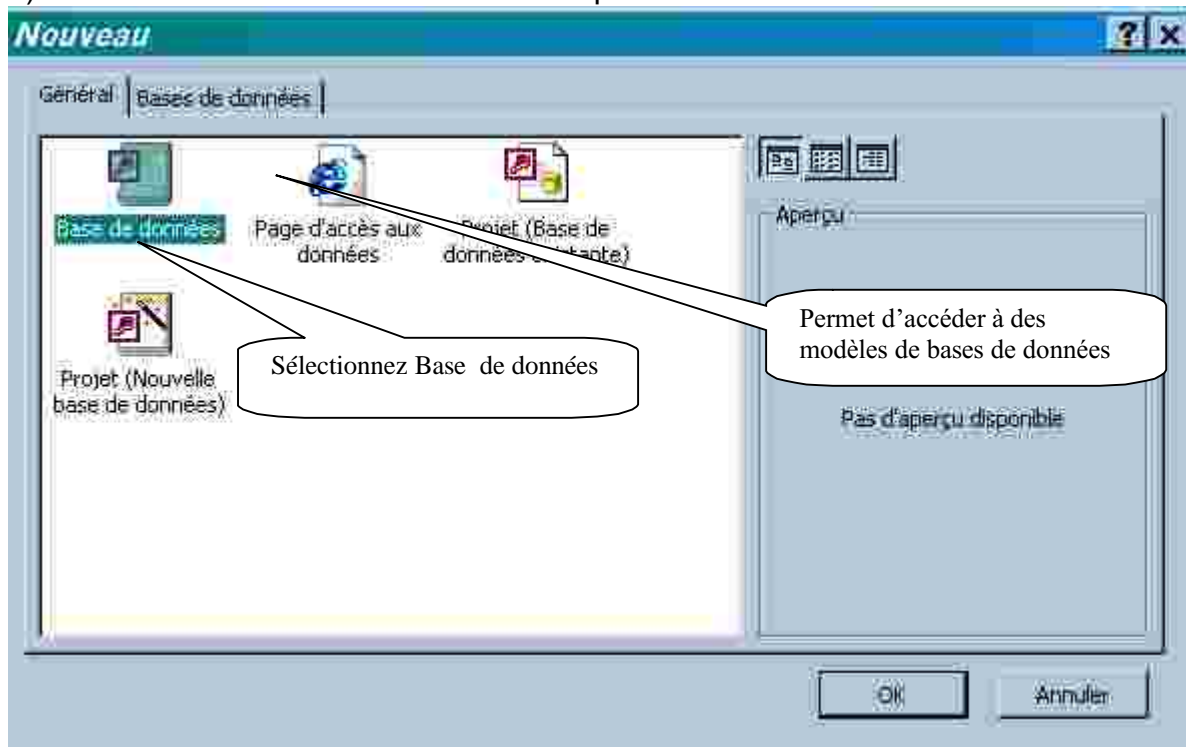 Nouveau
Général
Bases de données
Base de données
Page d'accès aux
données
Projet (Base de
données existante)
Projet (Nouvelle
base de données)
Sélectionnez Base de données
Aperçu
Permet d'accéder à des
modèles de bases de données
Pas d'aperçu disponible
OK
Annuler